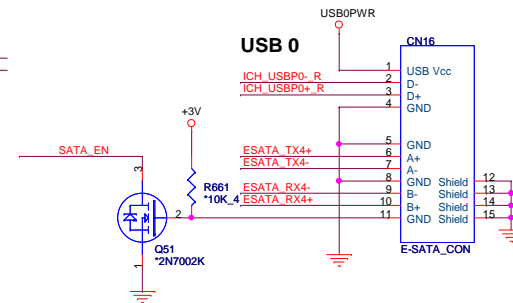 USB0PWR
USB 0
CN16
1 USB Vcc
ICH_USBP0-_R 2 D-
ICH_USBP0+_R 3 D+
4 GND
+3V
5 GND
SATA_EN
ESATA_TX4+ 6 A+
ESATA_TX4- 7 A-
8 GND Shield 12
3
R661
*10K_4
ESATA_RX4- 9 B- Shield 13
ESATA_RX4+ 10 B+ Shield 14
2
11 GND Shield 15
Q51
*2N7002K
1
E-SATA_CON